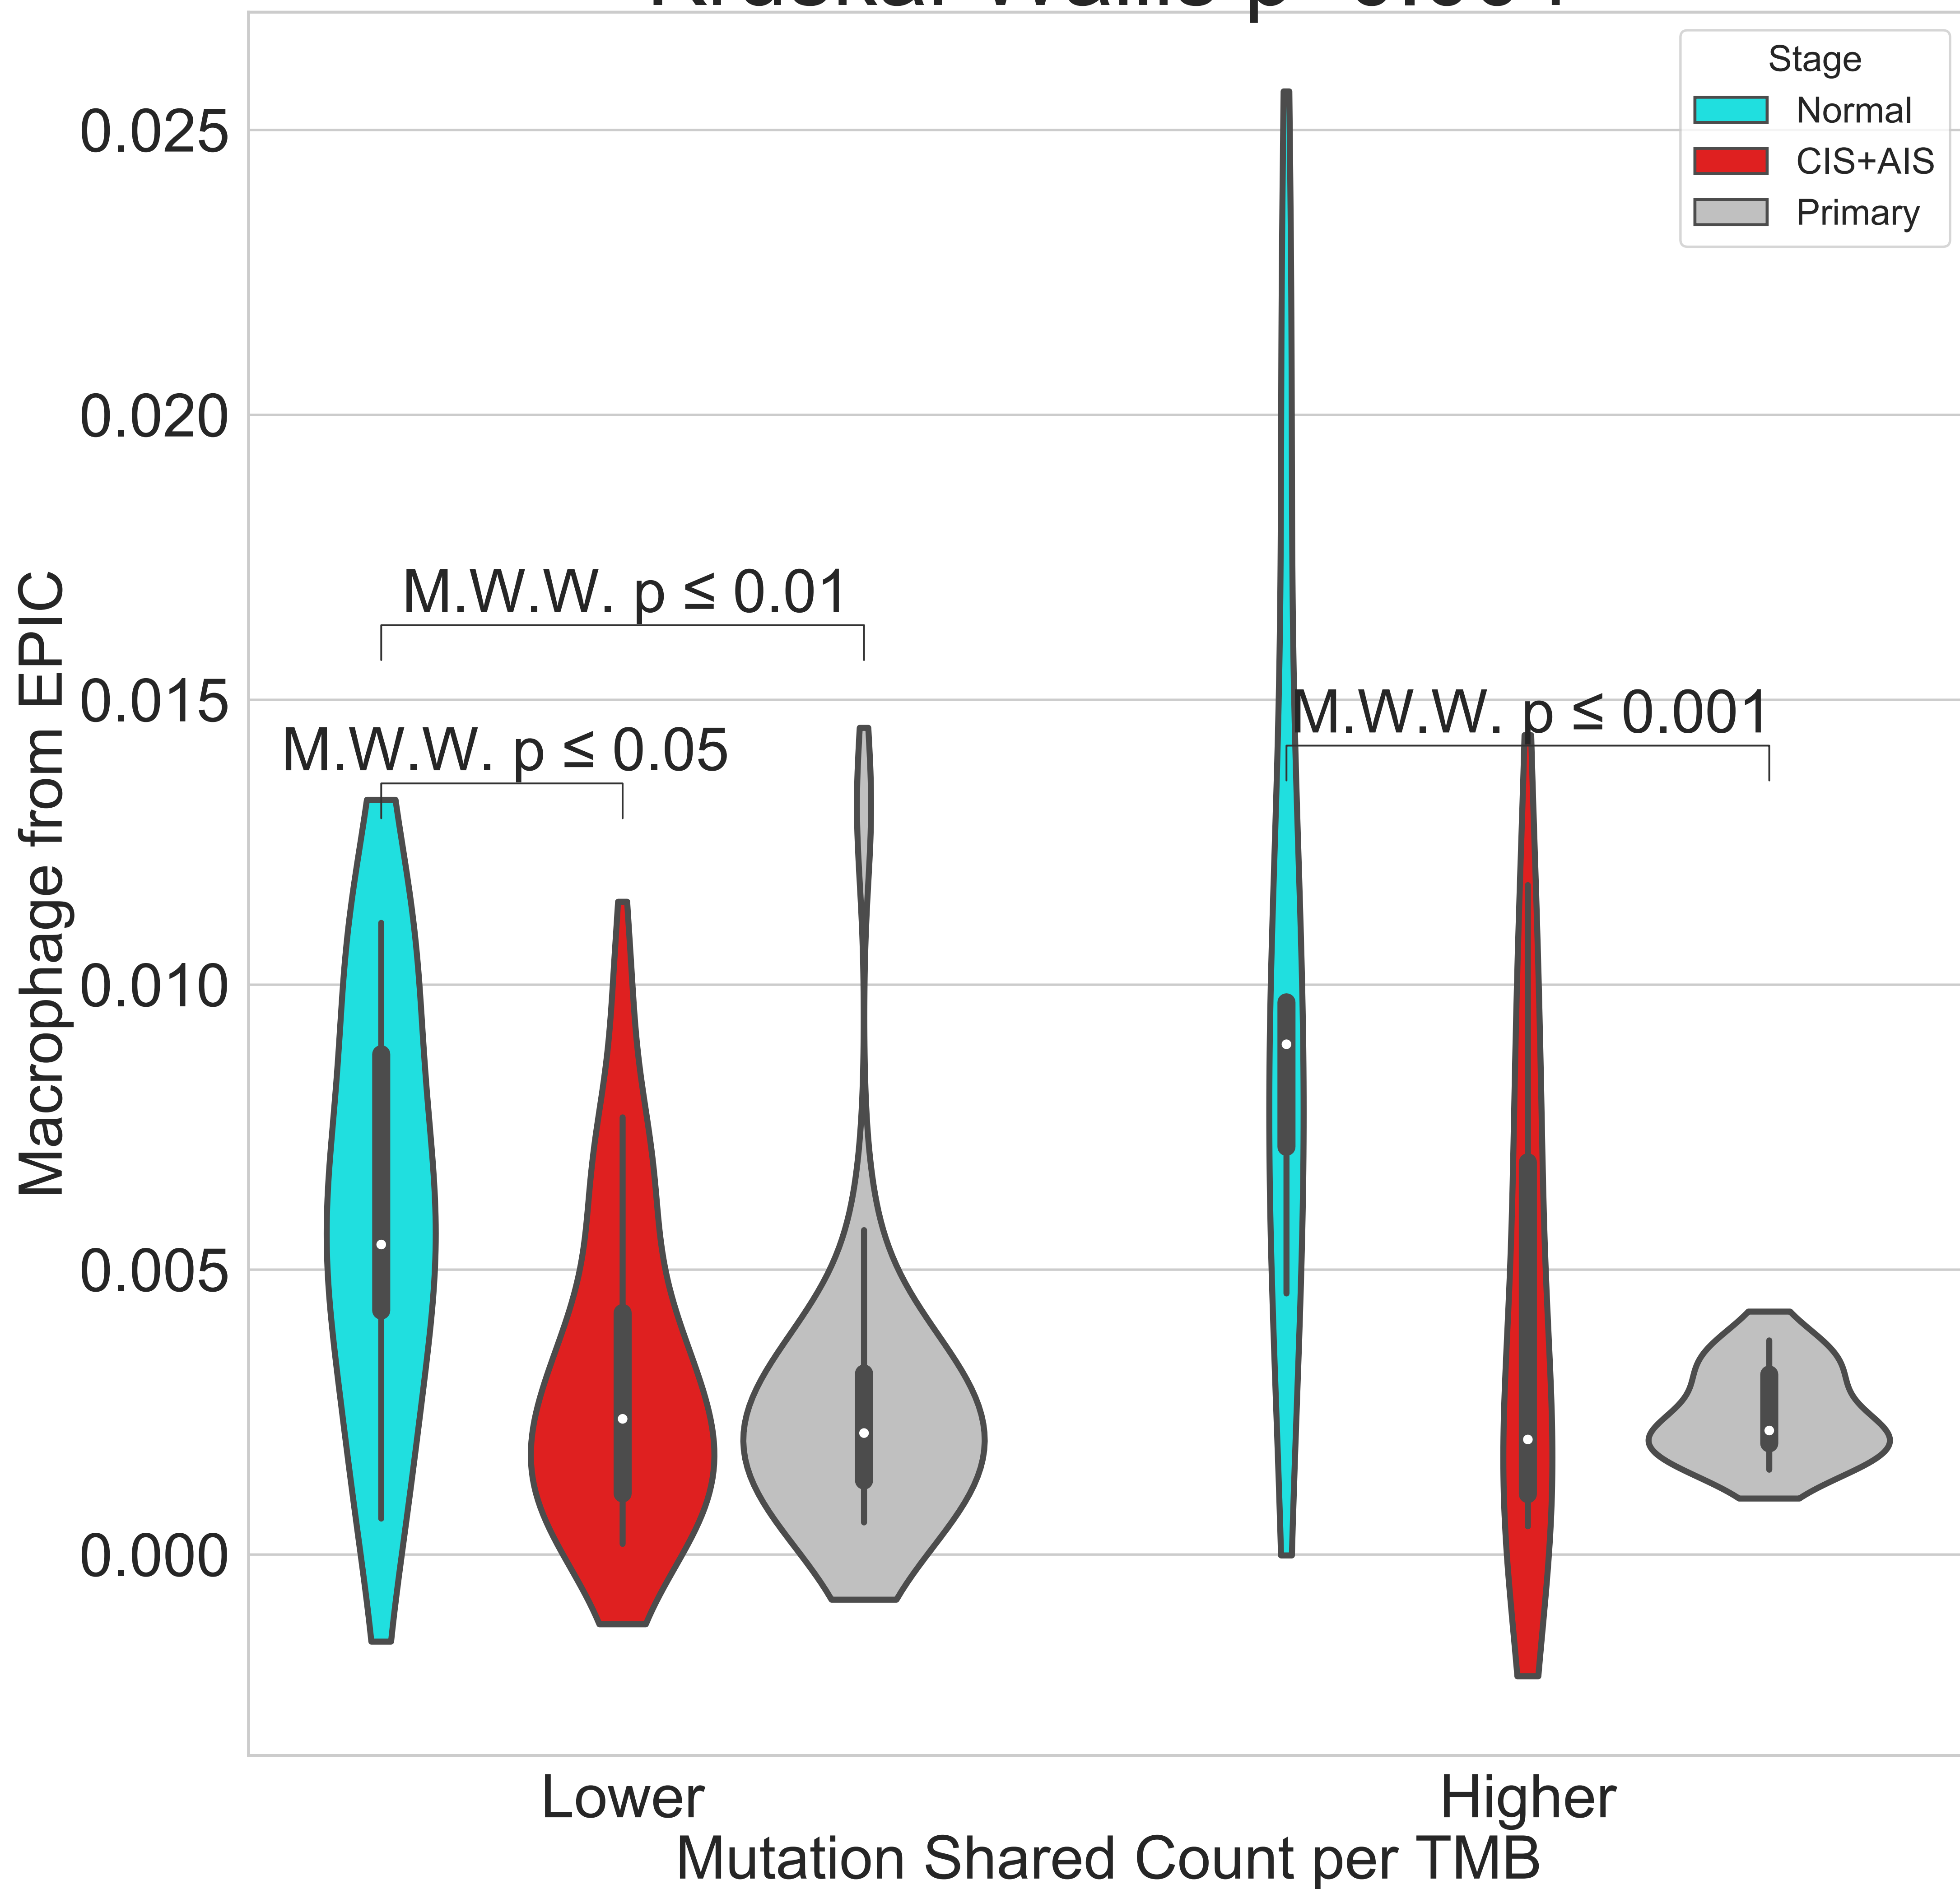 Stage
Normal
CIS+AIS
Primary
0.025
0.020
0.015
0.010
0.005
0.000
Macrophage from EPIC
M.W.W. p ≤ 0.01
M.W.W. p ≤ 0.05
M.W.W. p ≤ 0.001
Lower
Higher
Mutation Shared Count per TMB